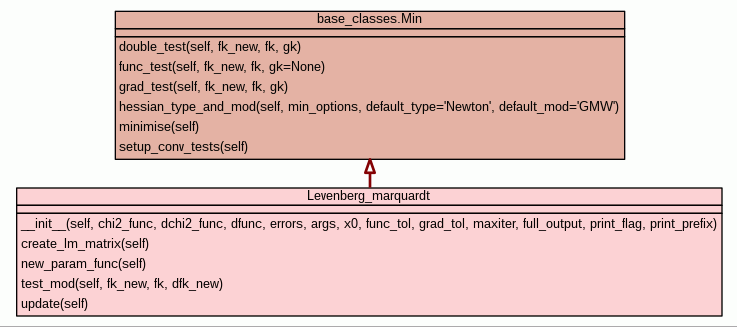 base_classes.Min
double_test(self, fk_new, fk, gk)
func_test(self, fk_new, fk, gk=None)
grad_test(self, fk_new, fk, gk)
hessian_type_and_mod(self, min_options, default_type='Newton', default_mod='GMW')
minimise(self)
setup_conv_tests(self)
Levenberg_marquardt
__init__(self, chi2_func, dchi2_func, dfunc, errors, args, x0, func_tol, grad_tol, maxiter, full_output, print_flag, print_prefix)
create_lm_matrix(self)
new_param_func(self)
test_mod(self, fk_new, fk, dfk_new)
update(self)